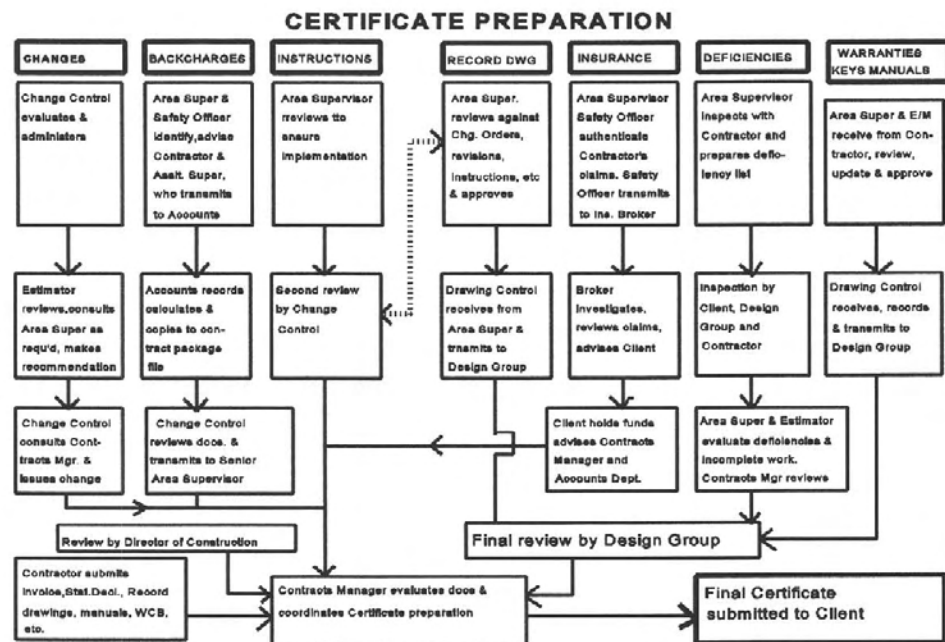 CERTIFICATE PREPARATION
CHANGES
Change Control
evaluates &
administers
Estimator
reviews,consults
Area Super as
requ'd, makes
recommendation
Change Control
consults Cont-
tracts Mgr. &
issues change
BACKCHARGES
Area Super &
Safety Officer
identify,advise
Contractor &
Assit. Super,
who transmits
to Accounts
Accounts records
calculates &
copies to con-
tract package
file
Change Control
reviews docs. &
transmits to Senior
Area Supervisor
INSTRUCTIONS
Area Supervisor
rreviews tto
ensure
implementation
Second review
by Change
Control
RECORD DWG
Area Super.
reviews against
Chg. Orders,
revisions,
instructions, etc
& approves
Drawing Control
receives from
Area Super &
trnamits to
Design Group
INSURANCE
Area Supervisor
Safety Officer
authenticate
Contractor's
claims. Safety
Officer transmits
to Ins. Broker
Broker
investigates,
reviews claims,
advises Client
Client holds funds
advises Contracts
Manager and
Accounts Dept.
DEFICIENCIES
Area Supervisor
inspects with
Contractor and
prepares defic-
iency list
Inspection by
Client, Design
Group and
Contractor
Area Super & Estimator
evaluate deficiencies &
incomplete work.
Contracts Mgr reviews
WARRANTIES
KEYS MANUALS
Area Super & E/M
receive from Con-
tractor, review,
update & approve
Drawing Control
receives, records
& tranemits to
Design Group
Review by Director of Construction
Final review by Design Group
Contractor submits
invoice,Stat.Decl., Record
drawings, manuals, WCB,
etc.
Contracts Manager evaluates docs &
coordinates Certificate preparation
Final Certificate
submitted to Client